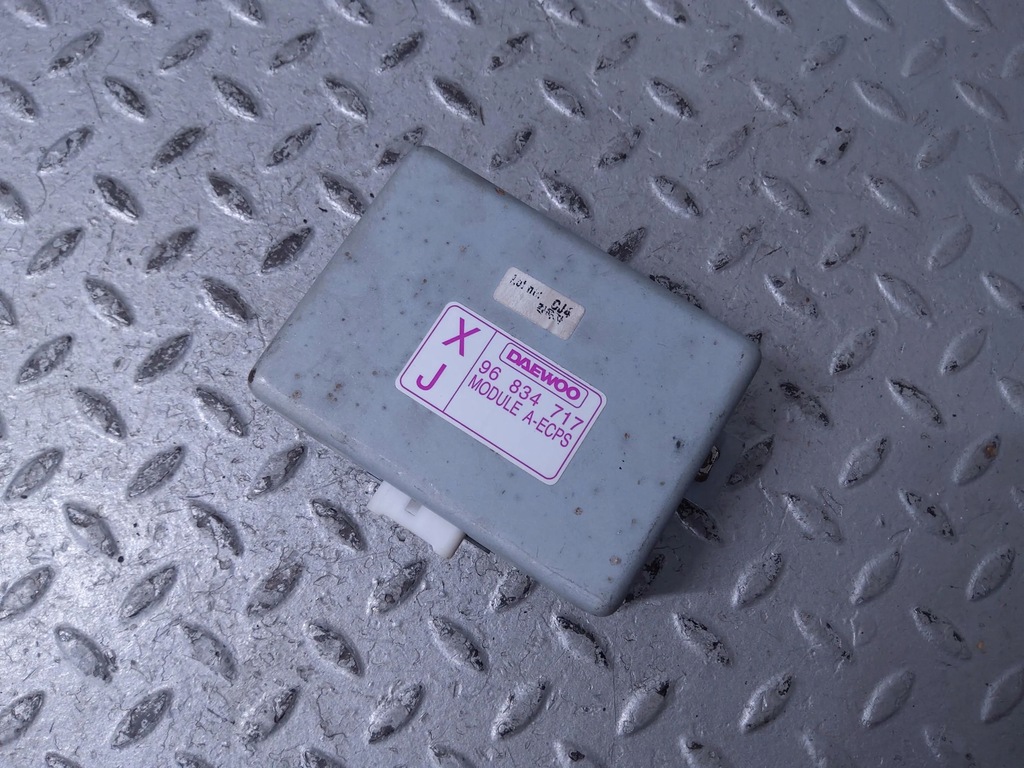 X
J
DAEWOO
96 834 717
MODULE A-ECPS